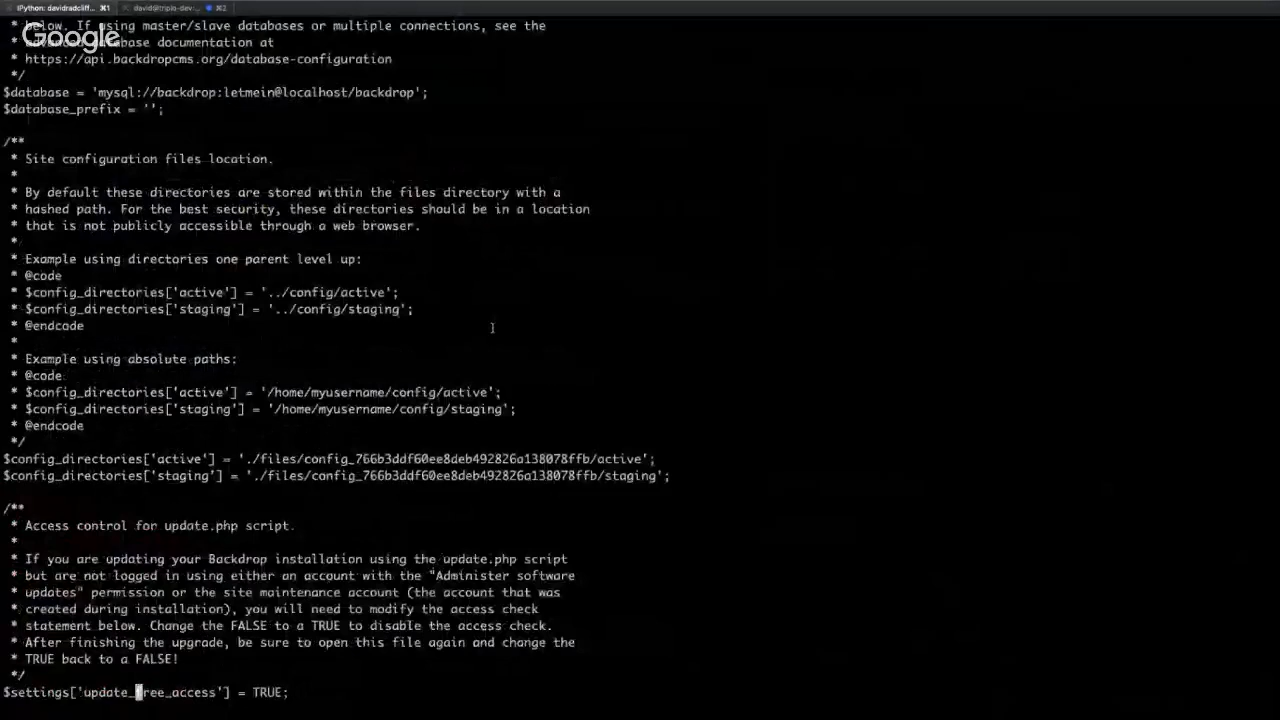 IPython: davidradcliff... ⌘1 david@triplo-dev:... ⌘2
* below. If using master/slave databases or multiple connections, see the
Google
* advanced database documentation at
* https://api.backdropcms.org/database-configuration
*/
$database = 'mysql://backdrop:letmein@localhost/backdrop';
$database_prefix = '';
/**
* Site configuration files location.
*
* By default these directories are stored within the files directory with a
* hashed path. For the best security, these directories should be in a location
* that is not publicly accessible through a web browser.
*
* Example using directories one parent level up:
* @code
* $config_directories['active'] = '../config/active';
* $config_directories['staging'] = '../config/staging';
* @endcode
*
* Example using absolute paths:
* @code
* $config_directories['active'] = '/home/myusername/config/active';
* $config_directories['staging'] = '/home/myusername/config/staging';
* @endcode
*/
$config_directories['active'] = './files/config_766b3ddf60ee8deb492826a138078ffb/active';
$config_directories['staging'] = './files/config_766b3ddf60ee8deb492826a138078ffb/staging';
/**
* Access control for update.php script.
*
* If you are updating your Backdrop installation using the update.php script
* but are not logged in using either an account with the "Administer software
* updates" permission or the site maintenance account (the account that was
* created during installation), you will need to modify the access check
* statement below. Change the FALSE to a TRUE to disable the access check.
* After finishing the upgrade, be sure to open this file again and change the
* TRUE back to a FALSE!
*/
$settings['update_free_access'] = TRUE;